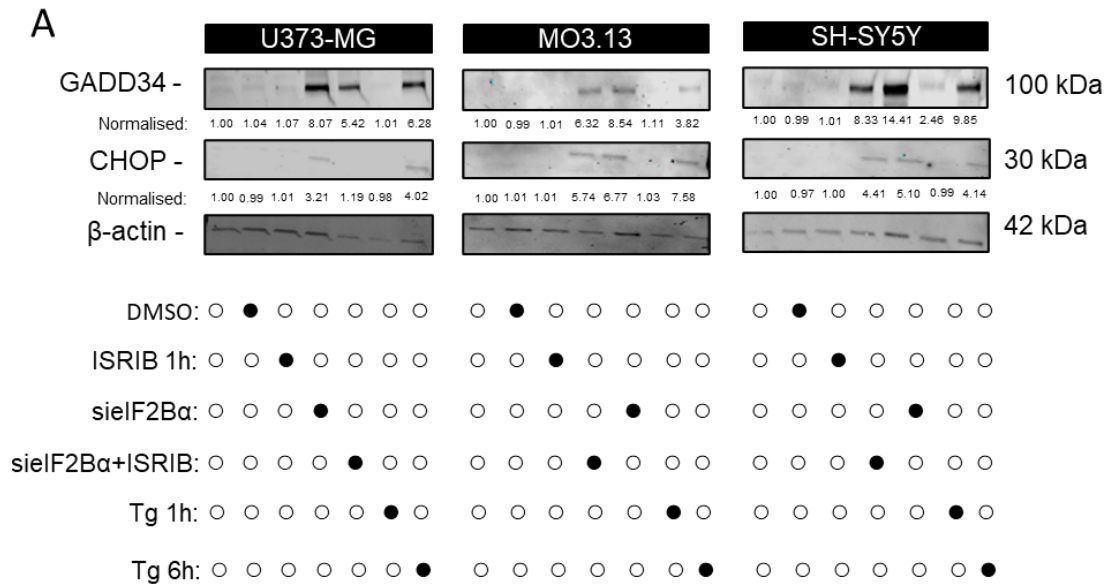 A
U373-MG MO3.13 SH-SY5Y
GADD34 - 100 kDa
Normalised: 1.00 1.04 1.07 8.07 5.42 1.01 6.28 1.00 0.99 1.01 6.32 8.54 1.11 3.82 1.00 0.99 1.01 8.33 14.41 2.46 9.85
CHOP - 30 kDa
Normalised: 1.00 0.99 1.01 3.21 1.19 0.98 4.02 1.00 1.01 1.01 5.74 6.77 1.03 7.58 1.00 0.97 1.00 4.41 5.10 0.99 4.14
β-actin - 42 kDa
DMSO:
ISRIB 1h:
sieIF2Bα:
sieIF2Bα+ISRIB:
Tg 1h:
Tg 6h: